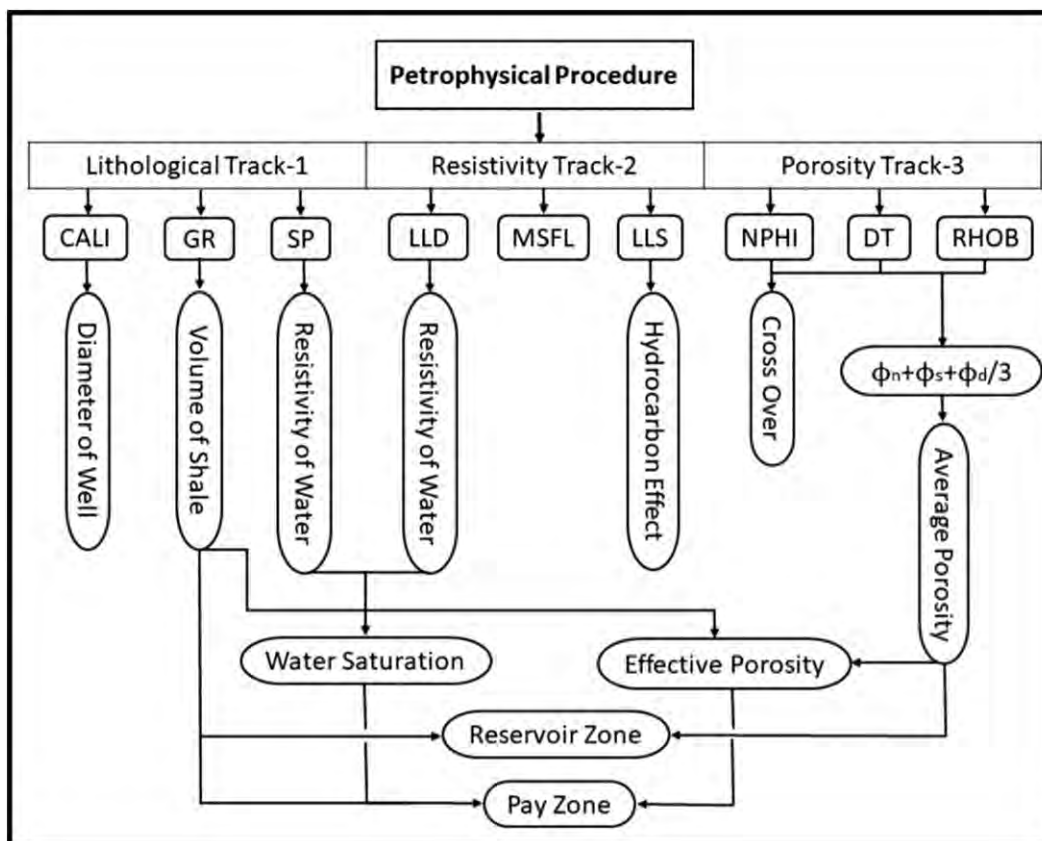 Petrophysical Procedure
Lithological Track-1
Resistivity Track-2
Porosity Track-3
CALI
GR
SP
LLD
MSFL
LLS
NPHI
DT
RHOB
Diameter of Well
Volume of Shale
Resistivity of Water
Resistivity of Water
Hydrocarbon Effect
Cross Over
ϕn+ϕs+ϕd/3
Average Porosity
Water Saturation
Effective Porosity
Reservoir Zone
Pay Zone